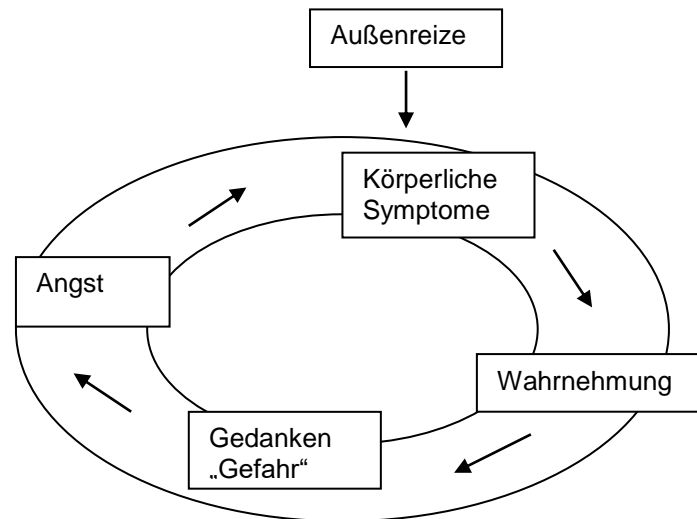 Außenreize
Körperliche
Symptome
Angst
Wahrnehmung
Gedanken
„Gefahr“